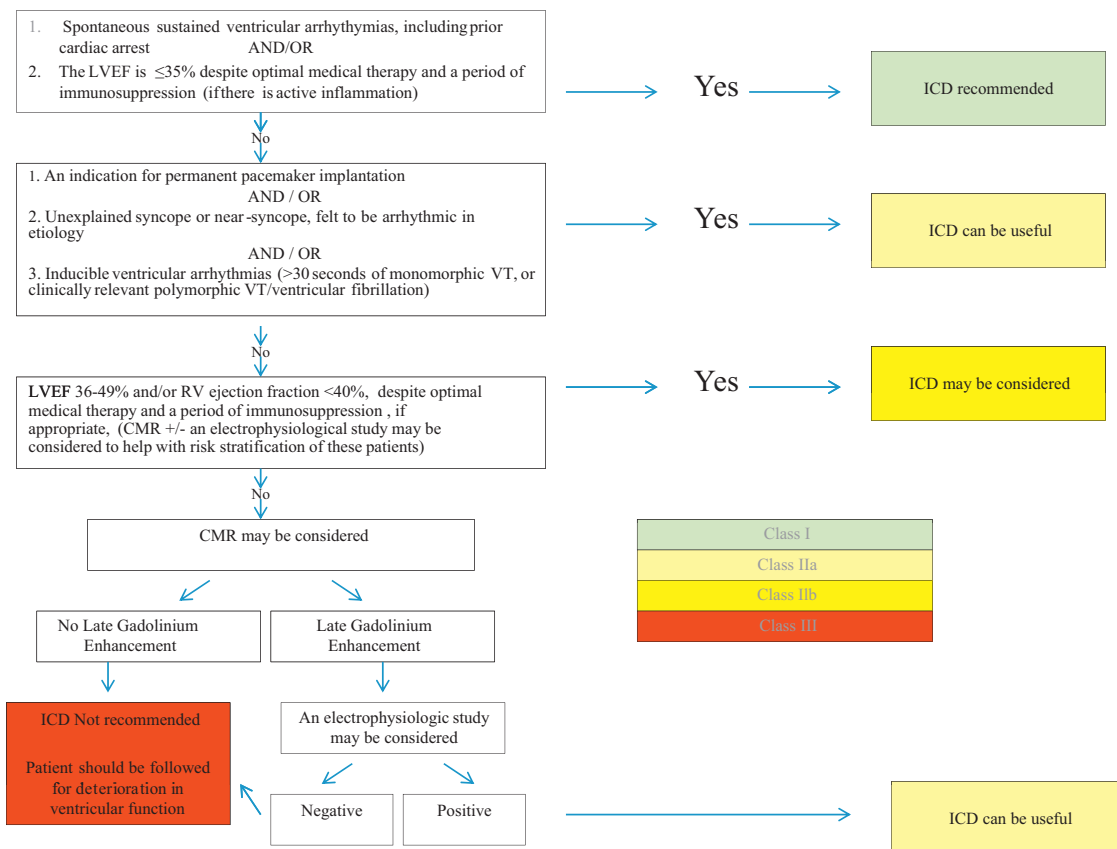 1. Spontaneous sustained ventricular arrhythymias, including prior
cardiac arrest AND/OR
2. The LVEF is ≤35% despite optimal medical therapy and a period of
immunosuppression (if there is active inflammation)
Yes
ICD recommended
No
1. An indication for permanent pacemaker implantation
AND / OR
2. Unexplained syncope or near-syncope, felt to be arrhythmic in
etiology
AND / OR
3. Inducible ventricular arrhythmias (>30 seconds of monomorphic VT, or
clinically relevant polymorphic VT/ventricular fibrillation)
Yes
ICD can be useful
No
LVEF 36-49% and/or RV ejection fraction <40%, despite optimal
medical therapy and a period of immunosuppression , if
appropriate, (CMR +/- an electrophysiological study may be
considered to help with risk stratification of these patients)
Yes
ICD may be considered
No
CMR may be considered
Class I
Class IIa
Class IIb
Class III
No Late Gadolinium
Enhancement
Late Gadolinium
Enhancement
ICD Not recommended
Patient should be followed
for deterioration in
ventricular function
An electrophysiologic study
may be considered
Negative
Positive
ICD can be useful